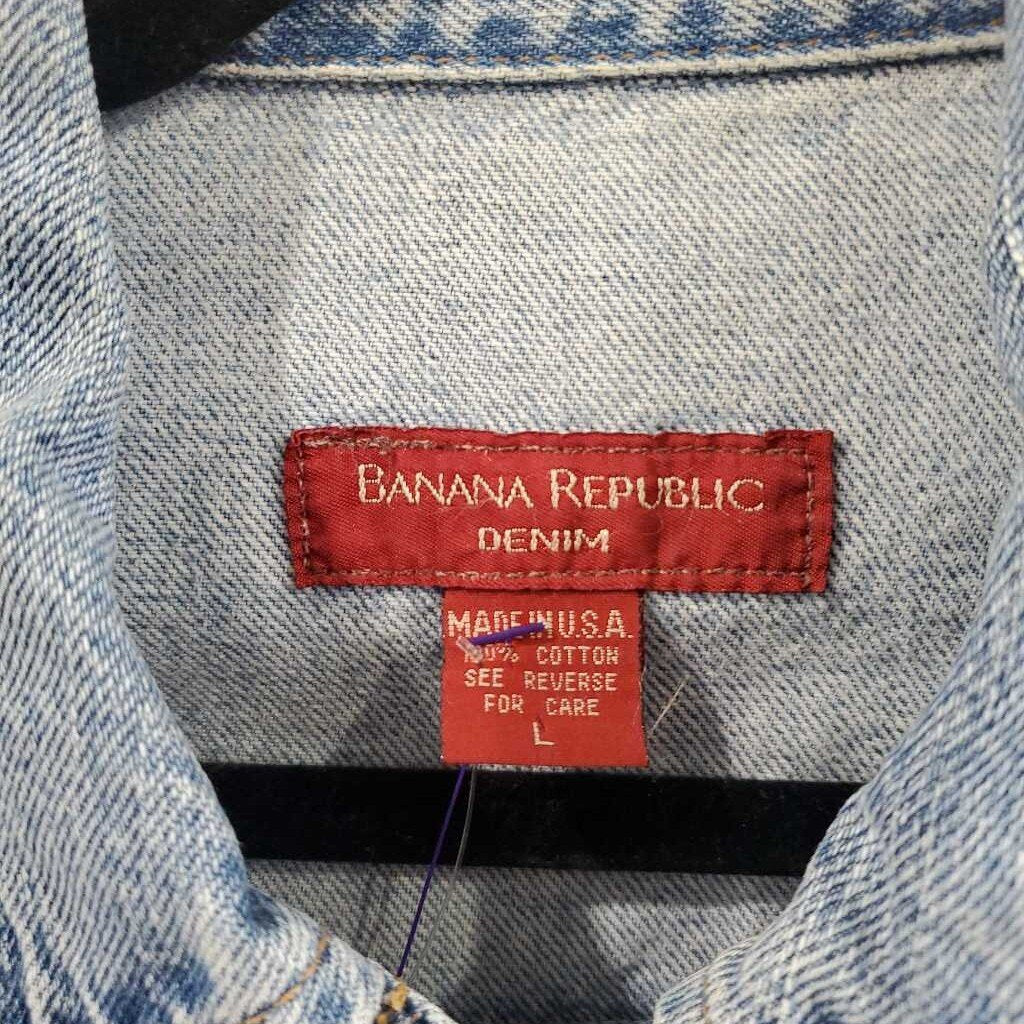 BANANA REPUBLIC
DENIM
MADE IN U.S.A.
100% COTTON
SEE REVERSE
FOR CARE
L